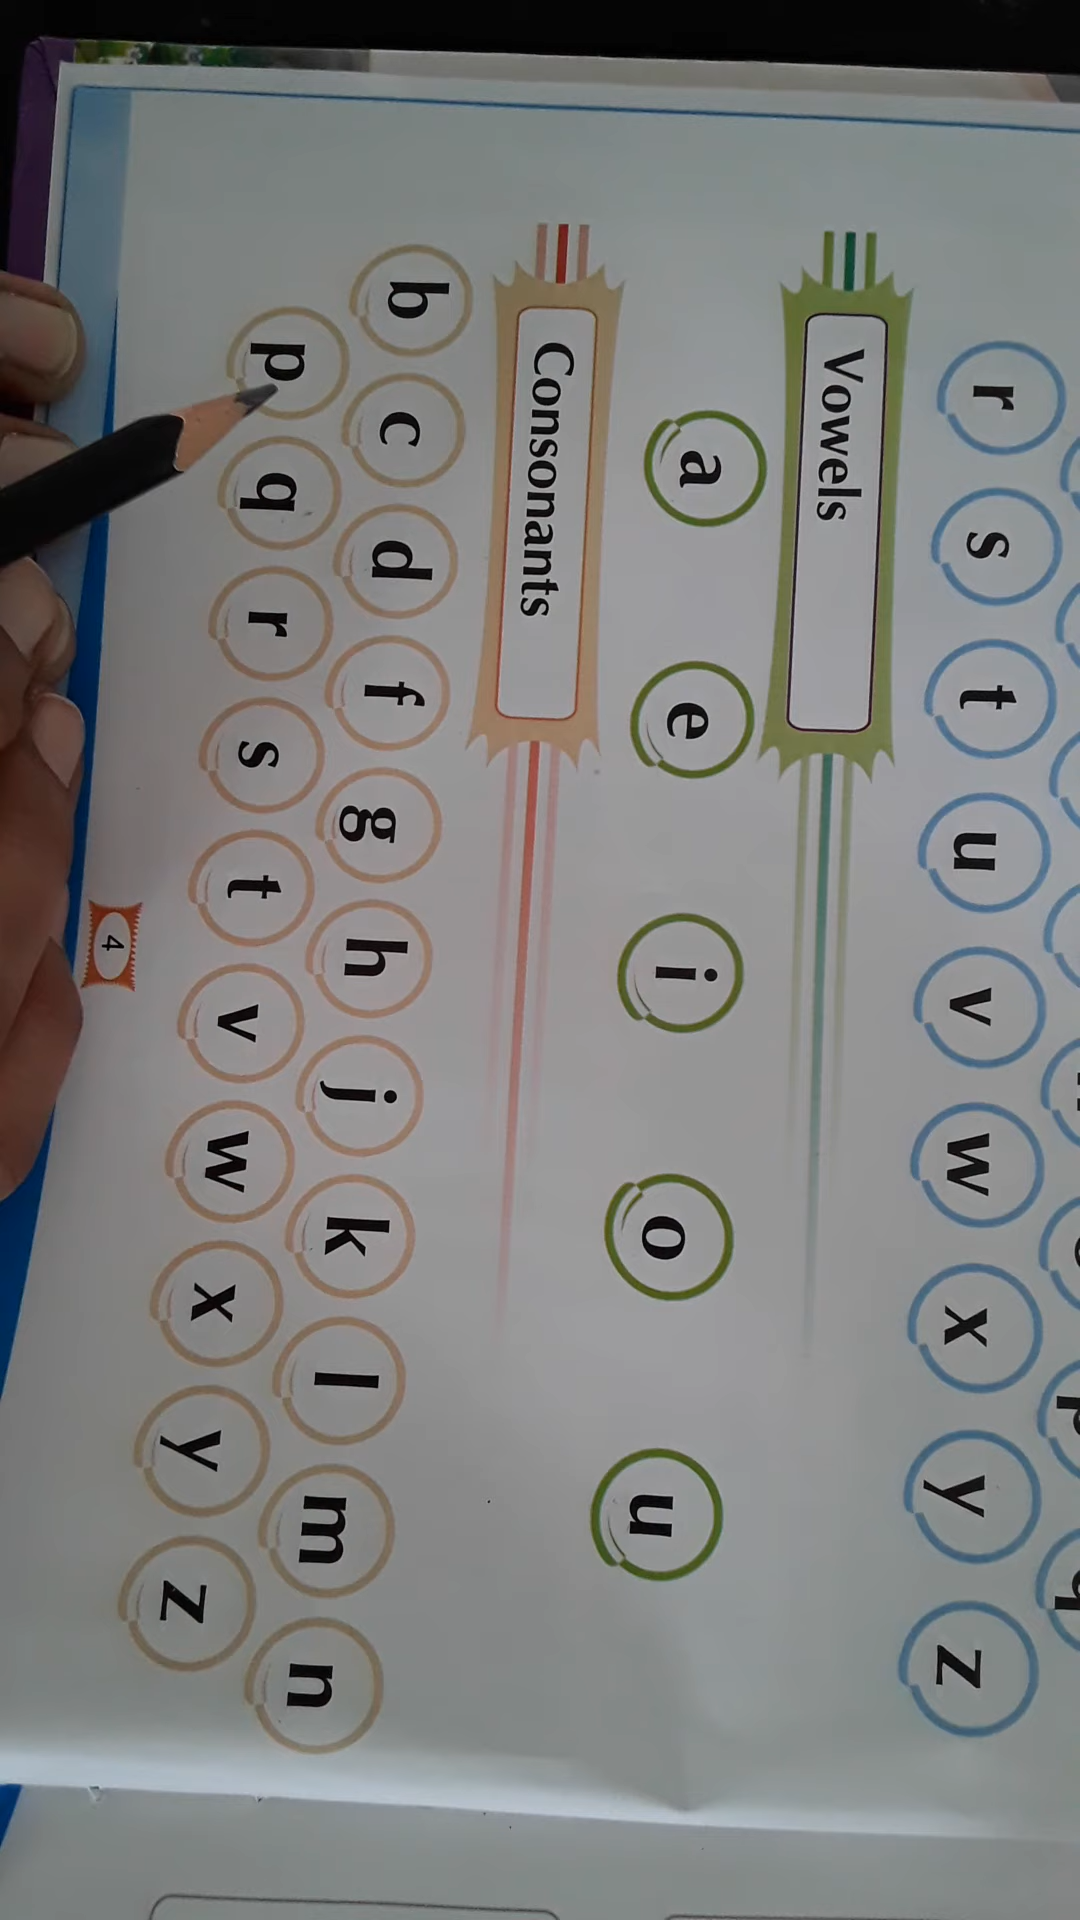 r s t u v w x y z
Vowels
a e i o u
Consonants
b c d f g h j k l m n
p q r s t v w x y z
4